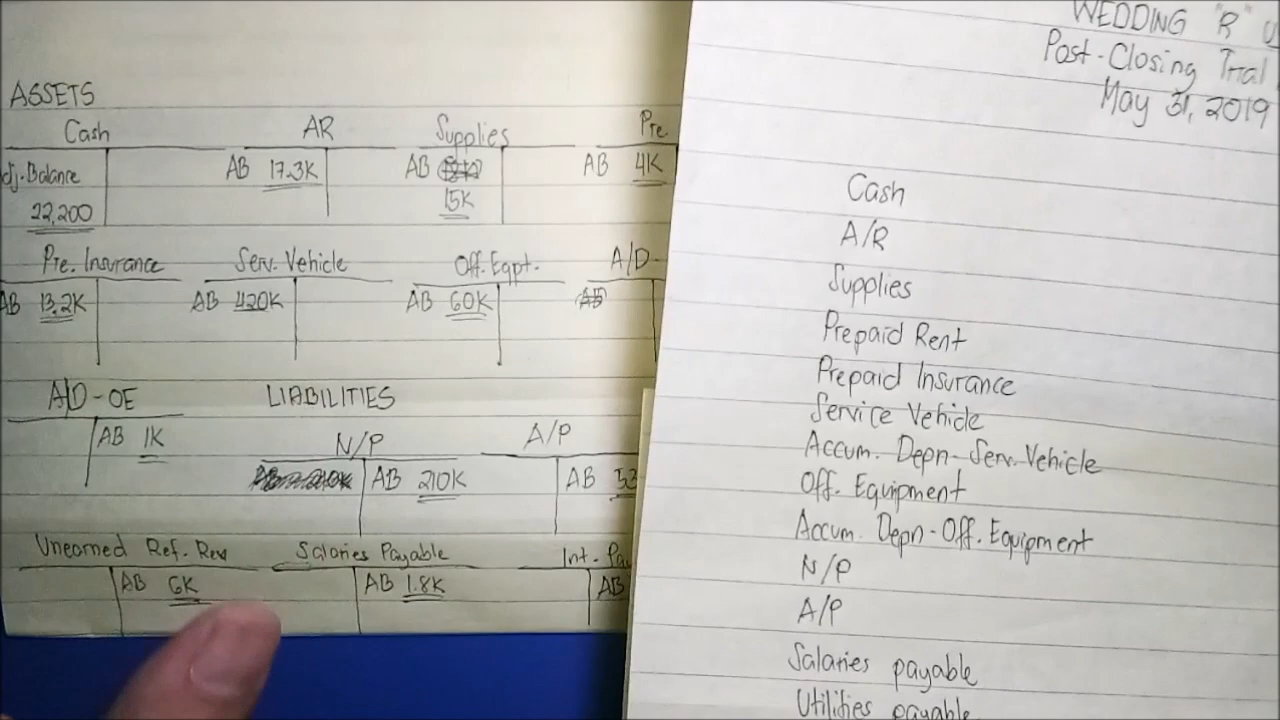 ASSETS
Cash
AR
Supplies
Pre
dj. Balance
22,200
AB 17.3K
AB
15K
AB 4K
Pre. Insurance
Serv. Vehicle
Off. Eqpt.
A/D-
AB 13.2K
AB 420K
AB 60K
AB
A/D - OE
LIABILITIES
AB 1K
N/P
A/P
AB 210K
AB
Unearned Ref. Rev
Salaries Payable
Int. Pa
AB 6K
AB 1.8K
AB
WEDDING "R" U
Post-Closing Trial
May 31, 2019
Cash
A/R
Supplies
Prepaid Rent
Prepaid Insurance
Service Vehicle
Accum. Depn-Serv. Vehicle
Off. Equipment
Accum. Depn-Off. Equipment
N/P
A/P
Salaries payable
Utilities payable